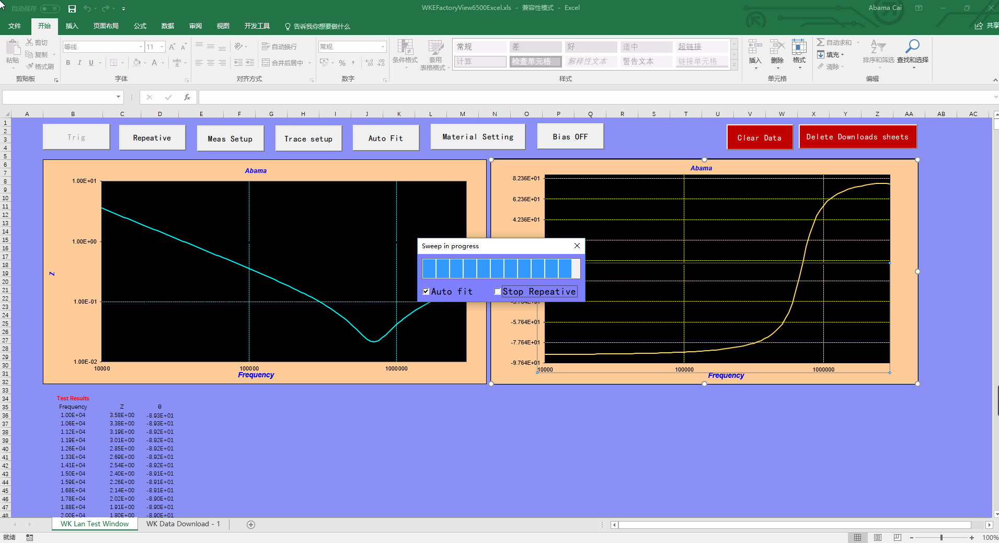 自动保存 关 WKEFactoryView6500Excel.xls - 兼容性模式 - Excel Abama Cai
文件 开始 插入 页面布局 公式 数据 审阅 视图 开发工具 告诉我你想要做什么 共享
粘贴 剪切 复制 格式刷 剪贴板
等线 11 A A B I U A wén 文 字体
自动换行 合并后居中 对齐方式
常规 % 数字
条件格式 套用 表格格式
常规 差 好 适中 超链接
计算 检查单元格 解释性文本 警告文本 链接单元格
样式
插入 删除 格式 单元格
自动求和 填充 清除 排序和筛选 查找和选择 编辑
fx
A B C D E F G H I J K L M N O P Q R S T U V W X Y Z AA AB AC
1
2
3
4
5
6
7
8
9
10
11
12
13
14
15
16
17
18
19
20
21
22
23
24
25
26
27
28
29
30
31
32
33
34
35
36
37
38
39
40
41
42
43
44
45
46
47
48
Trig Repeative Meas Setup Trace setup Auto Fit Material Setting Bias OFF Clear Data Delete Downloads sheets
Abama
1.00E+01
1.00E+00
1.00E-01
1.00E-02
Z
10000 100000 1000000
Frequency
Abama
8.236E+01
6.236E+01
4.236E+01
-5.764E+01
-7.764E+01
-9.764E+01
10000 100000 1000000
Frequency
Sweep in progress
Auto fit Stop Repeative
Test Results
Frequency Z θ
1.00E+04 3.58E+00 -8.93E+01
1.06E+04 3.38E+00 -8.93E+01
1.12E+04 3.19E+00 -8.92E+01
1.19E+04 3.01E+00 -8.92E+01
1.26E+04 2.85E+00 -8.92E+01
1.33E+04 2.69E+00 -8.92E+01
1.41E+04 2.54E+00 -8.92E+01
1.50E+04 2.40E+00 -8.91E+01
1.59E+04 2.26E+00 -8.91E+01
1.68E+04 2.14E+00 -8.91E+01
1.78E+04 2.02E+00 -8.90E+01
1.88E+04 1.91E+00 -8.90E+01
2.00E+04 1.80E+00 -8.90E+01
WK Lan Test Window WK Data Download - 1
就绪 100%